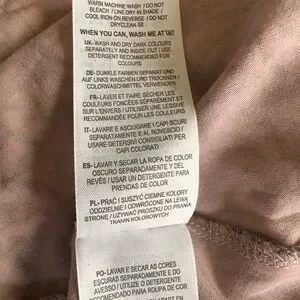 WARM MACHINE WASH / DO NOT
BLEACH / LINE DRY IN SHADE /
COOL IRON ON REVERSE / DO NOT
DRYCLEAN
WHEN YOU CAN, WASH ME AT
UK-WASH AND DRY DARK COLOURS
SEPARATELY AND INSIDE OUT / USE
DETERGENT RECOMMENDED FOR
COLOURS
DE- DUNKLE FARBEN SEPARAT UND
AUF LINKS WASCHEN UND TROCKNEN /
COLORWASCHMITTEL VERWENDEN
FR- LAVER ET FAIRE SÉCHER LES
COULEURS FONCÉES SÉPARÉMENT ET
SUR L'ENVERS / UTILISER UNE LESSIVE
RECOMMANDÉE POUR LES COULEURS
IT- LAVARE E ASCIUGARE I CAPI SCURI
SEPARATAMENTE E AL ROVESCIO /
USARE DETERSIVI CONSIGLIATI PER
CAPI COLORATI
ES- LAVAR Y SECAR LA ROPA DE COLOR
OSCURO SEPARADAMENTE Y DEL
REVÉS / USAR UN DETERGENTE PARA
PRENDAS DE COLOR
PL- PRAĆ I SUSZYĆ CIEMNE KOLORY
ODDZIELNIE I ODWRÓCONE NA LEWĄ
STRONĘ / UŻYWAĆ PROSZKU DO PRANIA
TKANIN KOLOROWYCH
PO- LAVAR E SECAR AS CORES
ESCURAS SEPARADAMENTE E DO
AVESSO / UTILIZE O DETERGENTE
RECOMENDADO PARA ROUPA DE COR